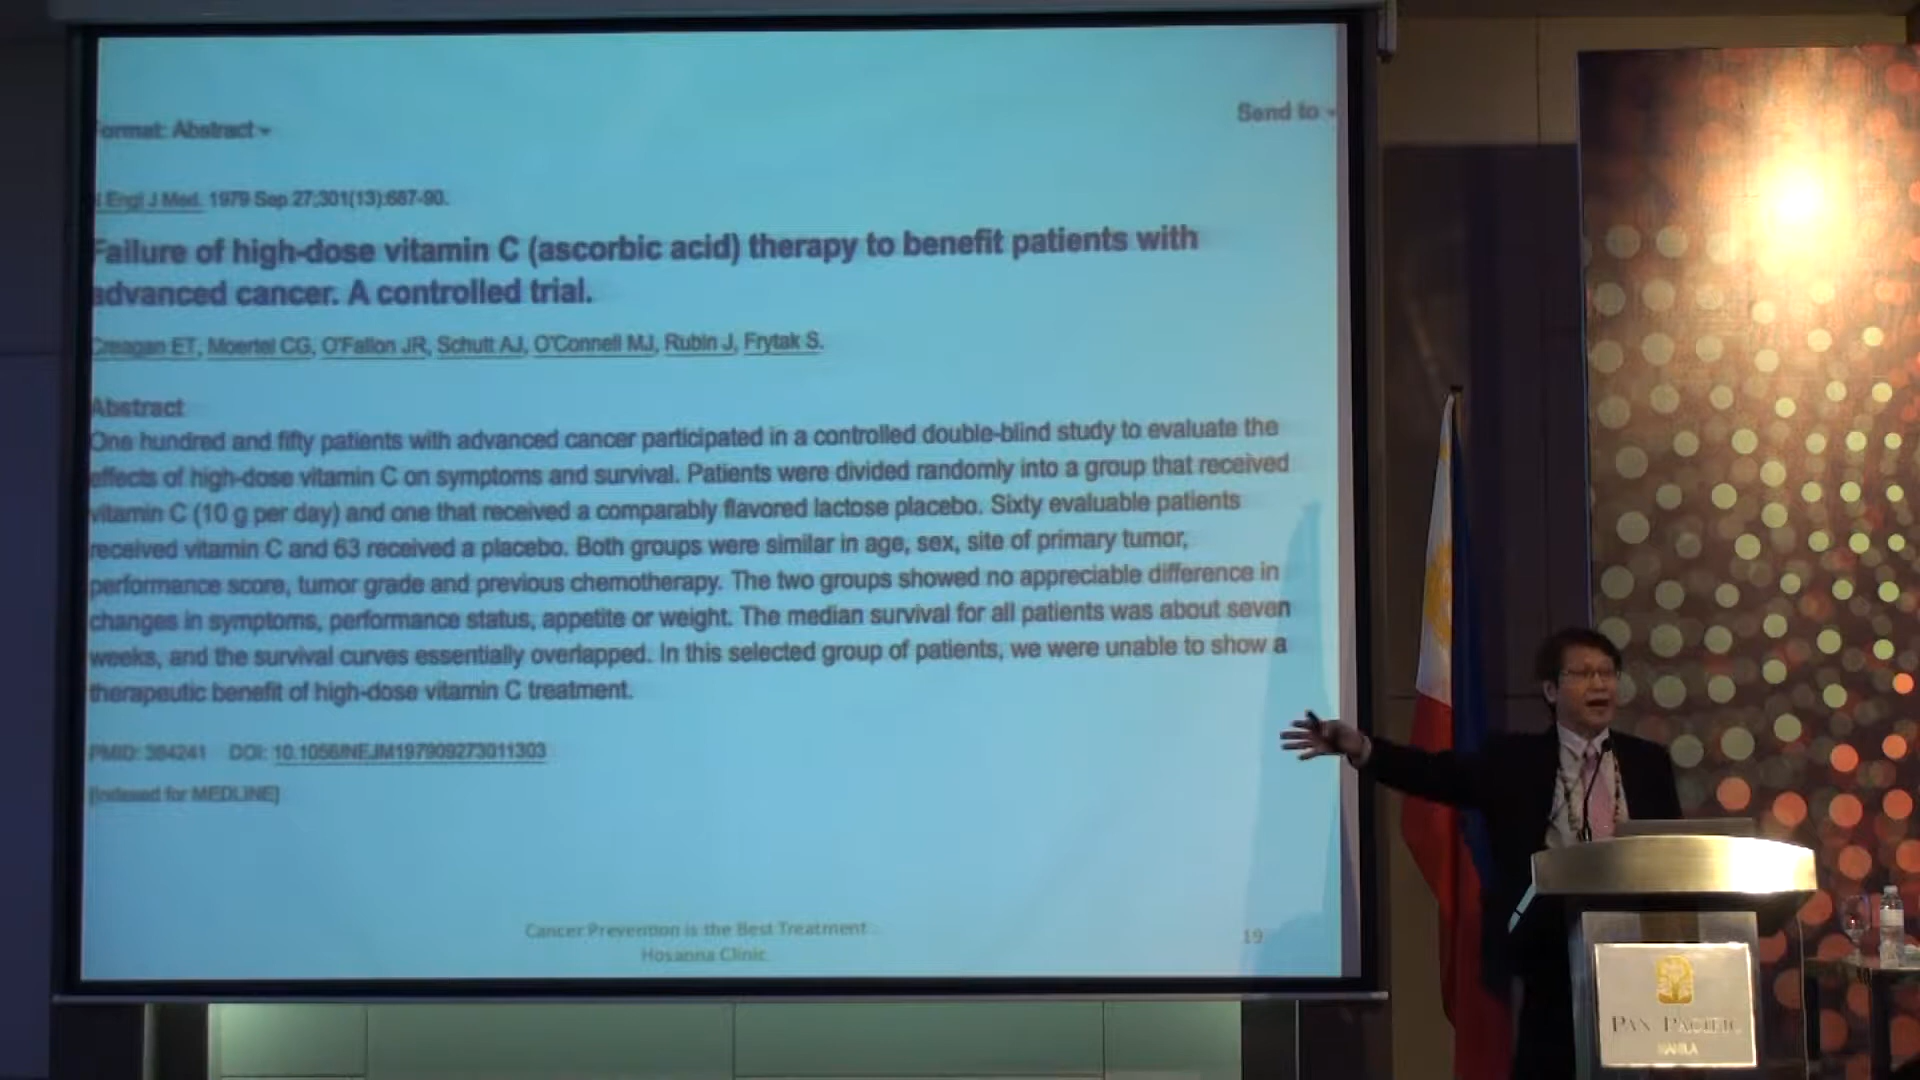 Format: Abstract
Send to
N Engl J Med. 1979 Sep 27;301(13):687-90.
Failure of high-dose vitamin C (ascorbic acid) therapy to benefit patients with
advanced cancer. A controlled trial.
Creagan ET, Moertel CG, O'Fallon JR, Schutt AJ, O'Connell MJ, Rubin J, Frytak S.
Abstract
One hundred and fifty patients with advanced cancer participated in a controlled double-blind study to evaluate the
effects of high-dose vitamin C on symptoms and survival. Patients were divided randomly into a group that received
vitamin C (10 g per day) and one that received a comparably flavored lactose placebo. Sixty evaluable patients
received vitamin C and 63 received a placebo. Both groups were similar in age, sex, site of primary tumor,
performance score, tumor grade and previous chemotherapy. The two groups showed no appreciable difference in
changes in symptoms, performance status, appetite or weight. The median survival for all patients was about seven
weeks, and the survival curves essentially overlapped. In this selected group of patients, we were unable to show a
therapeutic benefit of high-dose vitamin C treatment.
PMID: 384241 DOI: 10.1056/NEJM197909273011303
[Indexed for MEDLINE]
Cancer Prevention is the Best Treatment .
Hosanna Clinic
19
PAN PACIFIC
MANILA